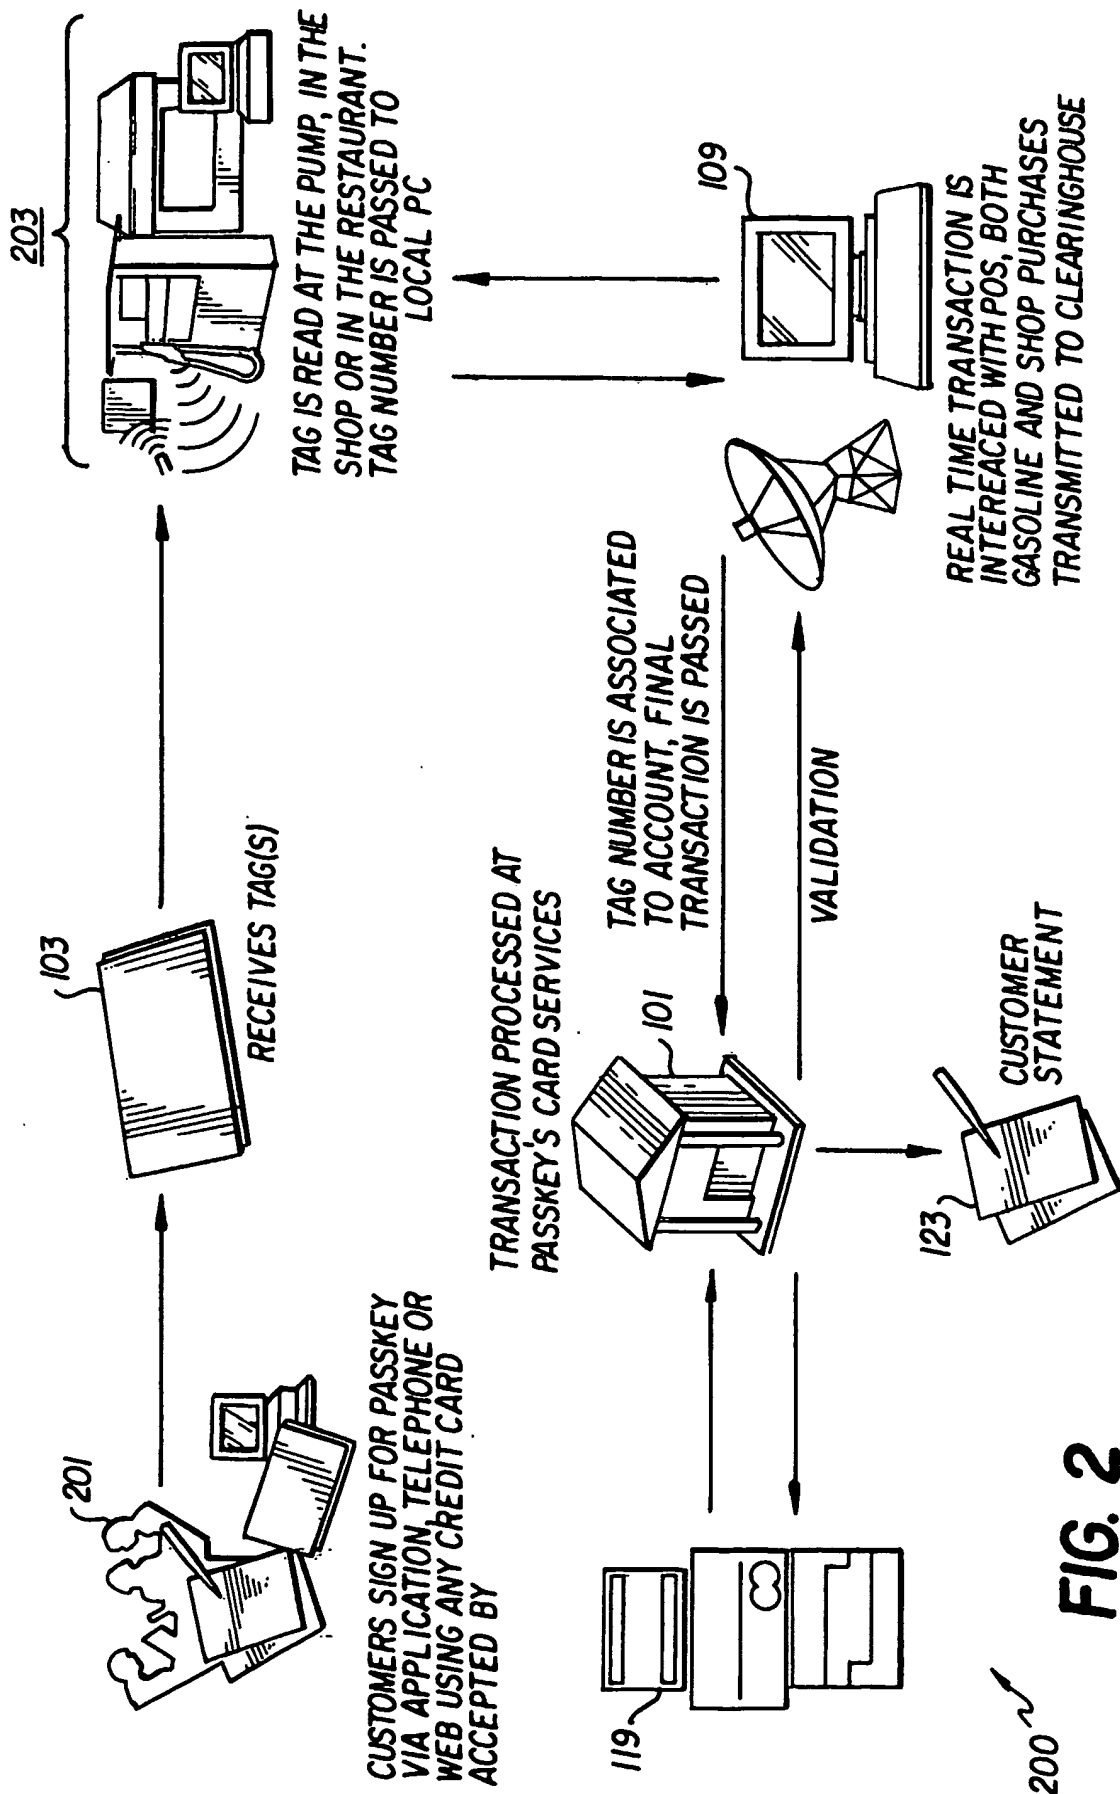 201
CUSTOMERS SIGN UP FOR PASSKEY
VIA APPLICATION, TELEPHONE OR
WEB USING ANY CREDIT CARD
ACCEPTED BY
103
RECEIVES TAG(S)
203
TAG IS READ AT THE PUMP, IN THE
SHOP OR IN THE RESTAURANT.
TAG NUMBER IS PASSED TO
LOCAL PC
119
TRANSACTION PROCESSED AT
PASSKEY'S CARD SERVICES
101
TAG NUMBER IS ASSOCIATED
TO ACCOUNT, FINAL
TRANSACTION IS PASSED
VALIDATION
109
REAL TIME TRANSACTION IS
INTEREACED WITH POS, BOTH
GASOLINE AND SHOP PURCHASES
TRANSMITTED TO CLEARINGHOUSE
123
CUSTOMER
STATEMENT
200
FIG. 2